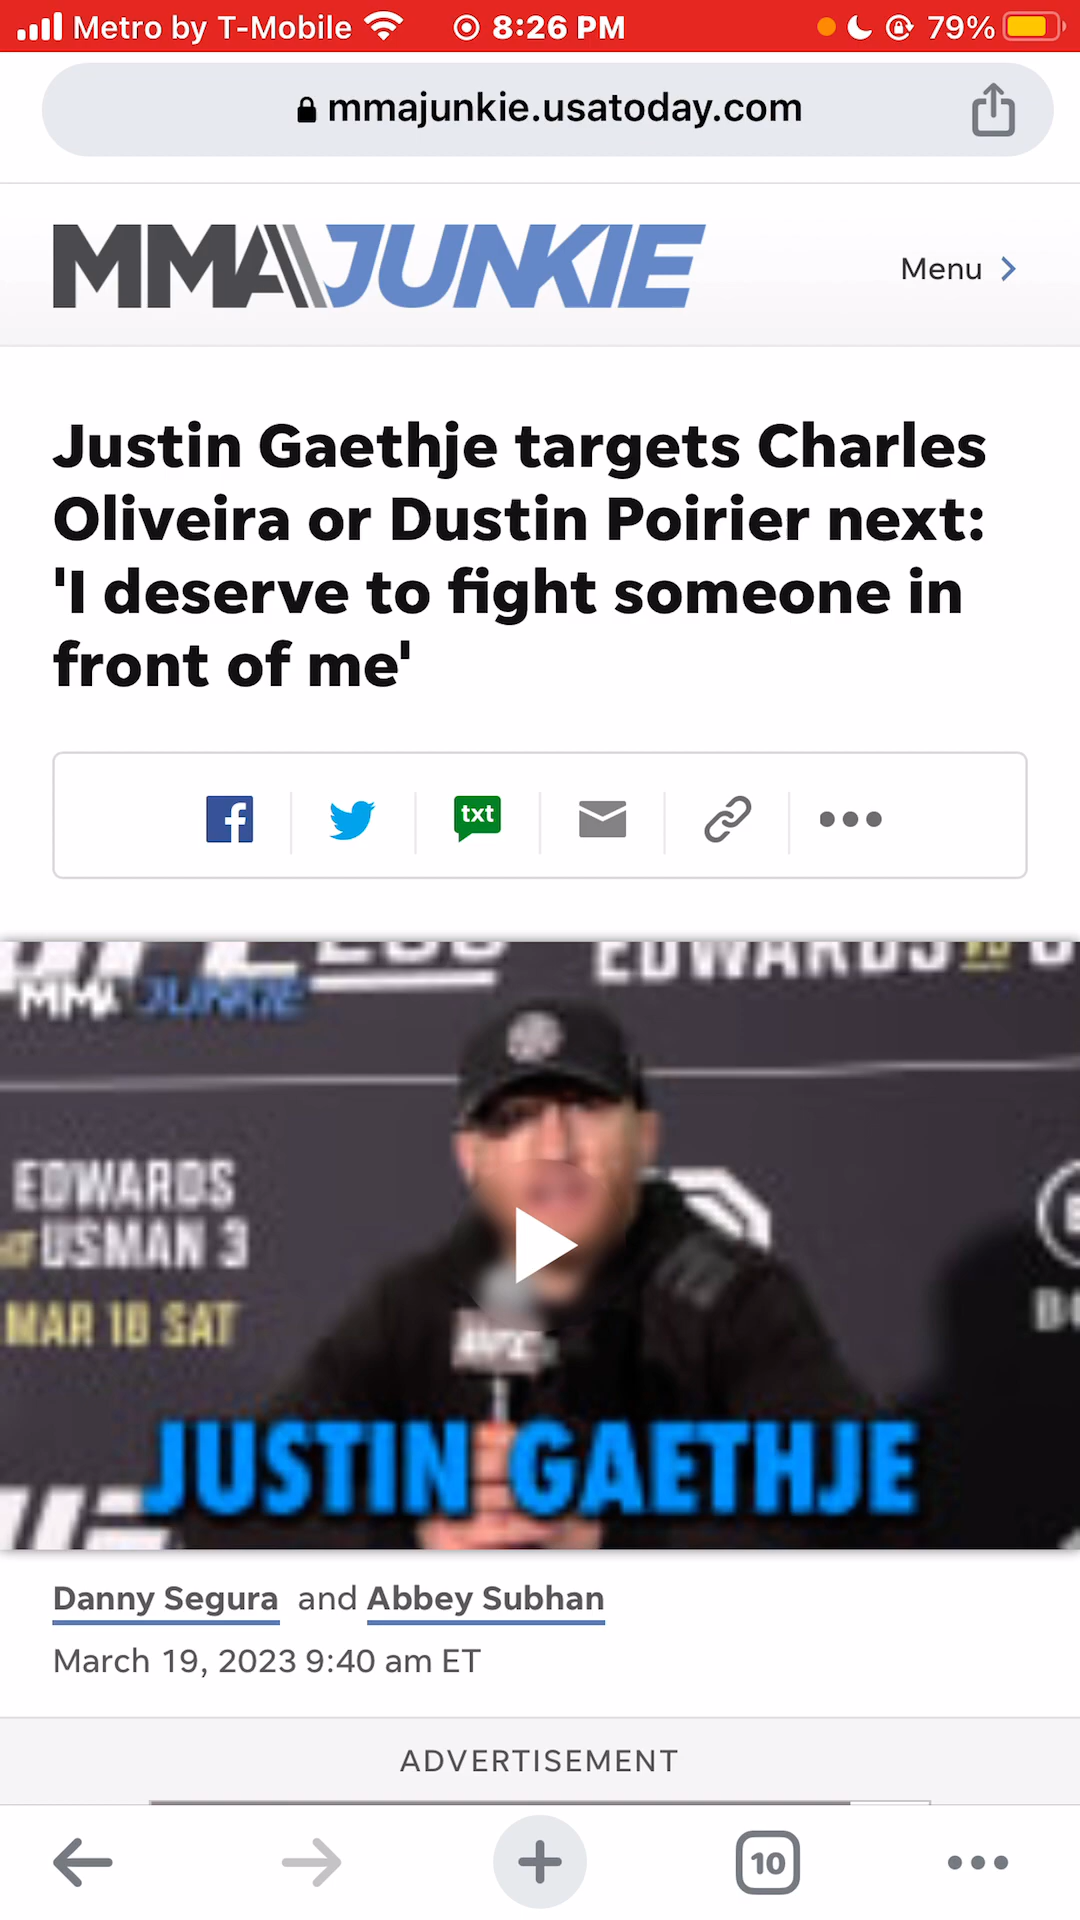 Metro by T-Mobile 8:26 PM 79%
mmajunkie.usatoday.com
MMA JUNKIE
Menu
Justin Gaethje targets Charles
Oliveira or Dustin Poirier next:
'I deserve to fight someone in
front of me'
txt
EDWARDS
MMA JUNKIE
EDWARDS
USMAN 3
MAR 18 SAT
JUSTIN GAETHJE
Danny Segura and Abbey Subhan
March 19, 2023 9:40 am ET
ADVERTISEMENT
10